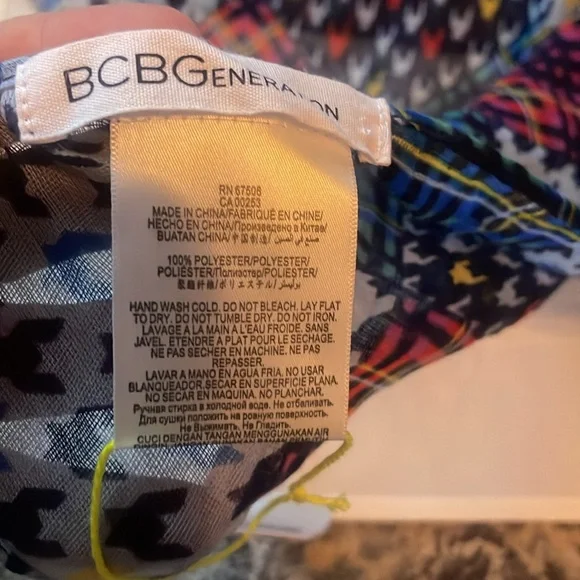 BCBGENERATION
RN 67508
CA 00253
MADE IN CHINA/FABRIQUÉ EN CHINE/
HECHO EN CHINA/Произведено в Китае/
BUATAN CHINA/中国制造/صنع في الصين
100% POLYESTER/POLYESTER/
POLIÉSTER/Полиэстер/POLIESTER/
聚酯纤维/ポリエステル/بوليستر
HAND WASH COLD. DO NOT BLEACH. LAY FLAT
TO DRY. DO NOT TUMBLE DRY. DO NOT IRON.
LAVAGE A LA MAIN A L'EAU FROIDE. SANS
JAVEL. ETENDRE A PLAT POUR LE SECHAGE.
NE PAS SECHER EN MACHINE. NE PAS
REPASSER.
LAVAR A MANO EN AGUA FRIA. NO USAR
BLANQUEADOR. SECAR EN SUPERFICIE PLANA.
NO SECAR EN MAQUINA. NO PLANCHAR.
Ручная стирка в холодной воде. Не отбеливать.
Для сушки положить на ровную поверхность.
Не Выжимать. Не Гладить.
CUCI DENGAN TANGAN MENGGUNAKAN AIR